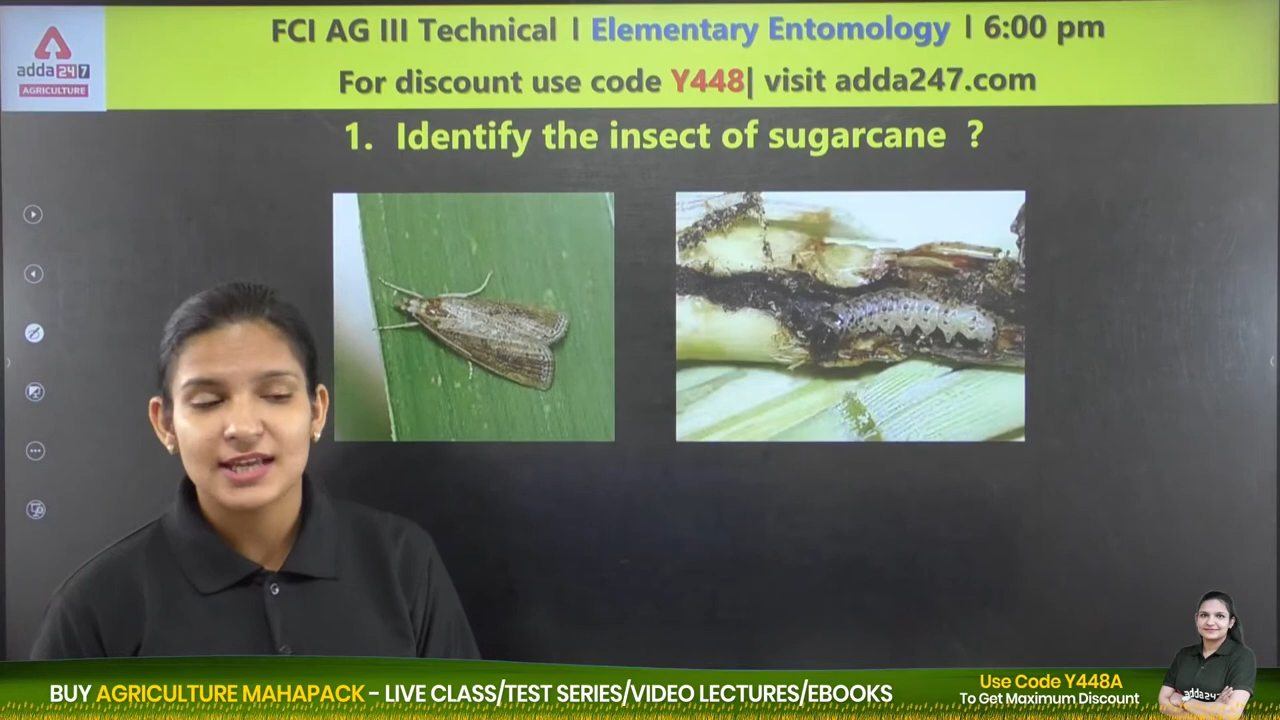 FCI AG III Technical | Elementary Entomology | 6:00 pm
For discount use code Y448| visit adda247.com
adda 247
AGRICULTURE
1. Identify the insect of sugarcane ?
BUY AGRICULTURE MAHAPACK - LIVE CLASS/TEST SERIES/VIDEO LECTURES/EBOOKS
Use Code Y448A
To Get Maximum Discount
adda247